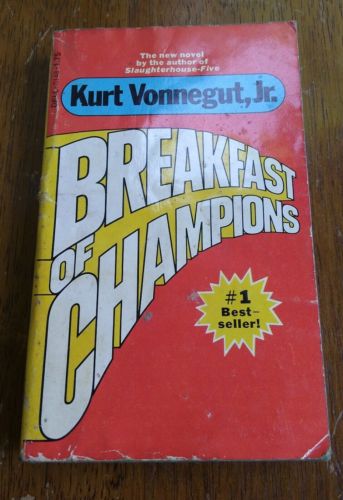 The new novel
by the author of
Slaughterhouse-Five
Kurt Vonnegut, Jr.
BREAKFAST
OF
CHAMPIONS
#1
Best-
seller!